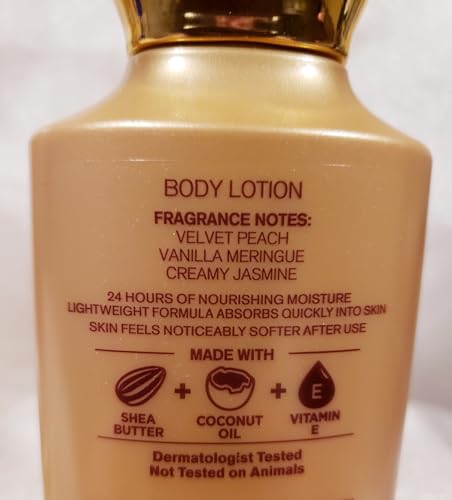 BODY LOTION
FRAGRANCE NOTES:
VELVET PEACH
VANILLA MERINGUE
CREAMY JASMINE
24 HOURS OF NOURISHING MOISTURE
LIGHTWEIGHT FORMULA ABSORBS QUICKLY INTO SKIN
SKIN FEELS NOTICEABLY SOFTER AFTER USE
MADE WITH
+ + E
SHEA BUTTER
COCONUT OIL
VITAMIN E
Dermatologist Tested
Not Tested on Animals